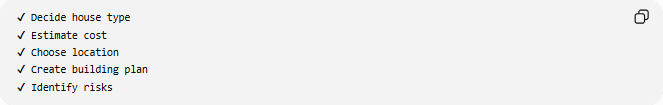 ✓ Decide house type
✓ Estimate cost
✓ Choose location
✓ Create building plan
✓ Identify risks